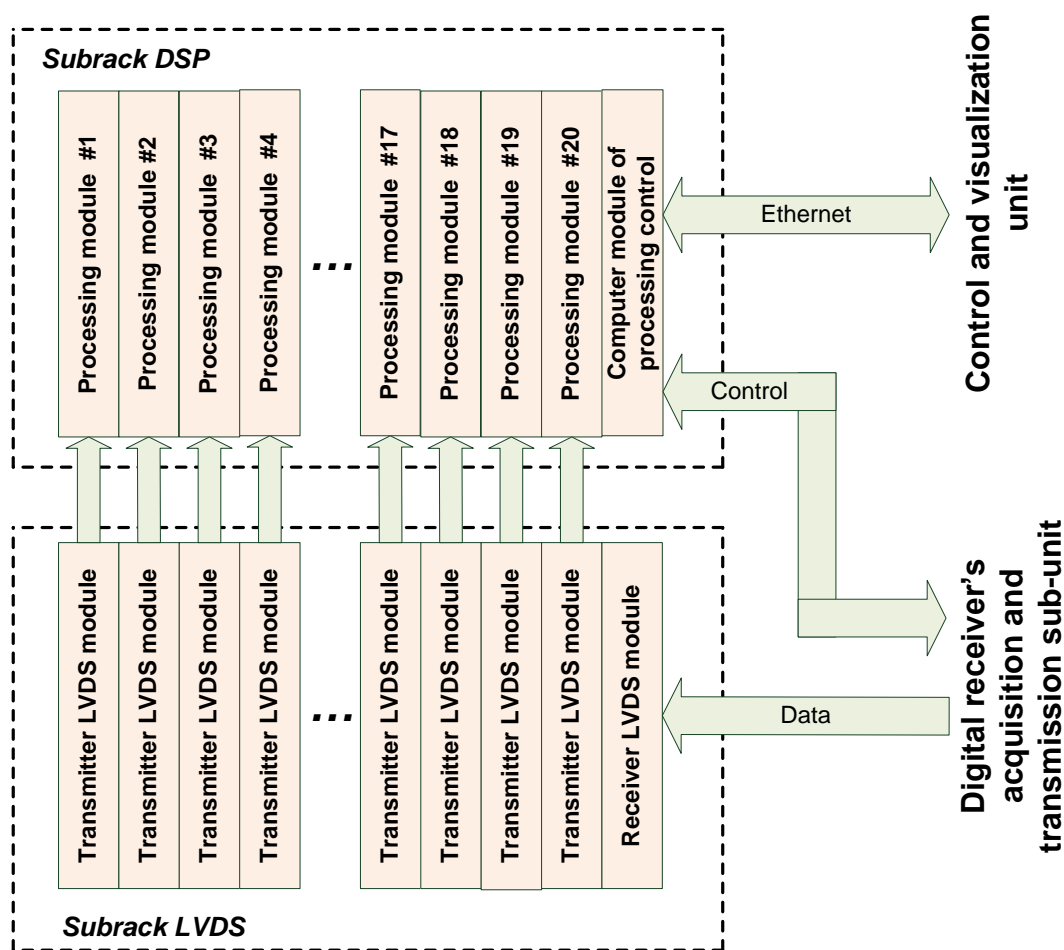 Subrack DSP
Processing module #1
Processing module #2
Processing module #3
Processing module #4
...
Processing module #17
Processing module #18
Processing module #19
Processing module #20
Computer module of
processing control
Ethernet
Control and visualization
unit
Control
Transmitter LVDS module
Transmitter LVDS module
Transmitter LVDS module
Transmitter LVDS module
...
Transmitter LVDS module
Transmitter LVDS module
Transmitter LVDS module
Transmitter LVDS module
Receiver LVDS module
Data
Digital receiver's
acquisition and
transmission sub-unit
Subrack LVDS